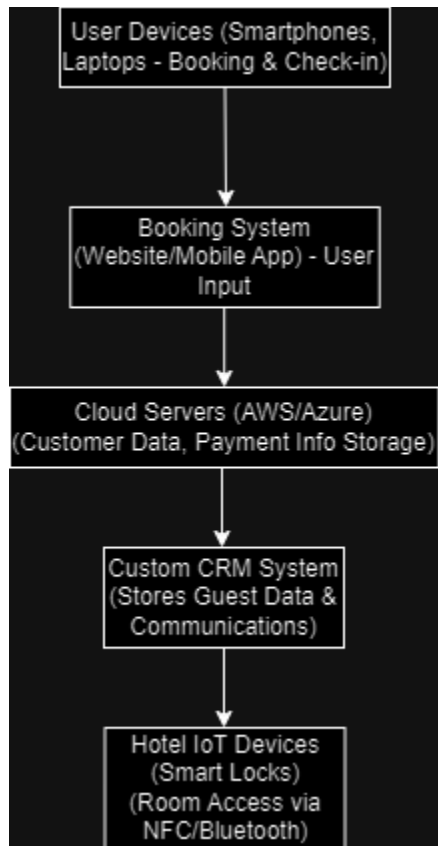 User Devices (Smartphones,
Laptops - Booking & Check-in)
Booking System
(Website/Mobile App) - User
Input
Cloud Servers (AWS/Azure)
(Customer Data, Payment Info Storage)
Custom CRM System
(Stores Guest Data &
Communications)
Hotel IoT Devices
(Smart Locks)
(Room Access via
NFC/Bluetooth)